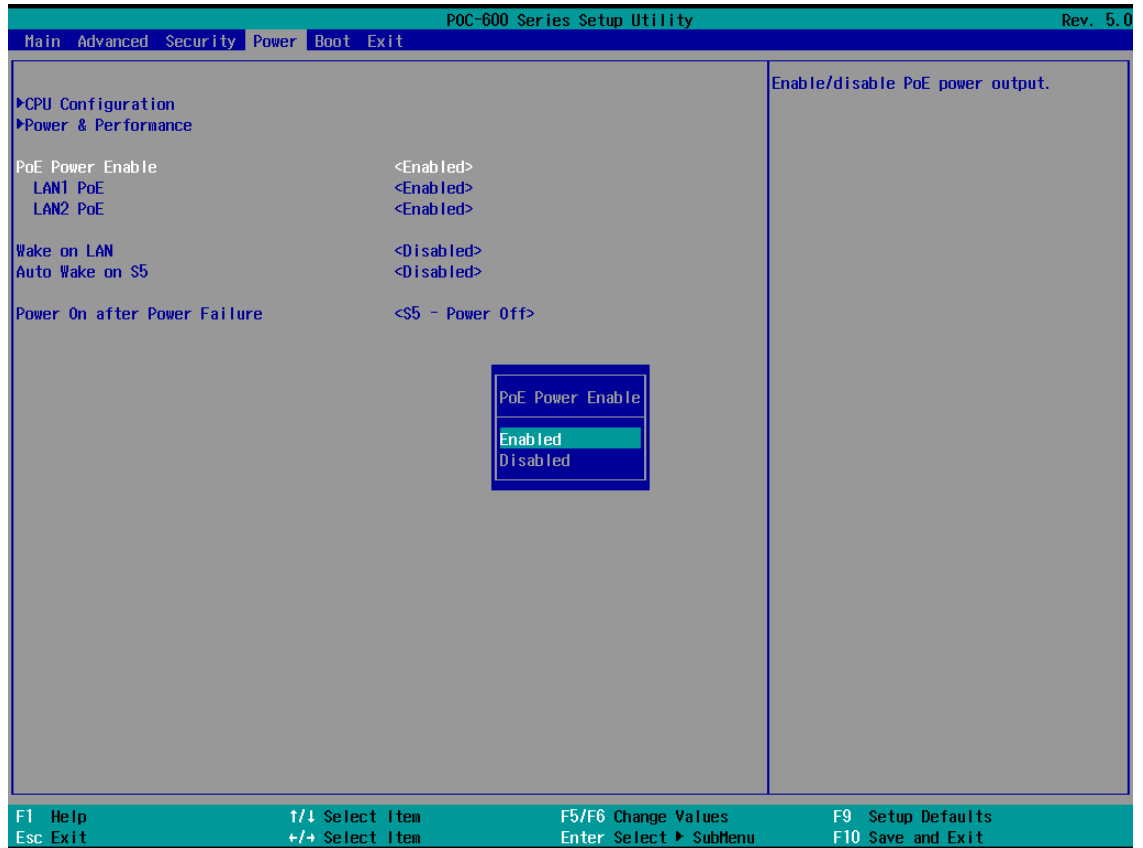 POC-600 Series Setup Utility Rev. 5.0
Main Advanced Security Power Boot Exit
Enable/disable PoE power output.
▶CPU Configuration
▶Power & Performance
PoE Power Enable <Enabled>
LAN1 PoE <Enabled>
LAN2 PoE <Enabled>
Wake on LAN <Disabled>
Auto Wake on S5 <Disabled>
Power On after Power Failure <S5 - Power Off>
PoE Power Enable
Enabled
Disabled
F1 Help ↑/↓ Select Item F5/F6 Change Values F9 Setup Defaults
Esc Exit ←/→ Select Item Enter Select ▶ SubMenu F10 Save and Exit